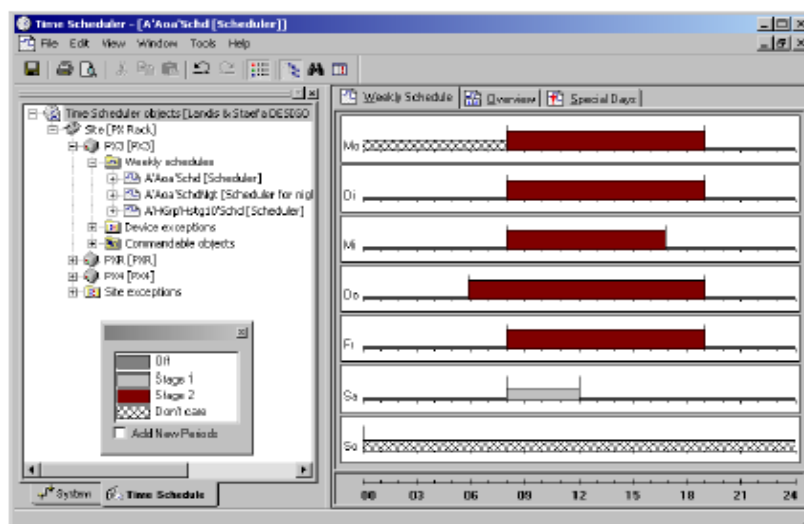 Time Scheduler - [A'Aoa'Schd [Scheduler]]
File Edit View Window Tools Help
Weekly Schedule Overview Special Days
Time Scheduler objects [Landis & Staefa DESIGO
Site [PX Rack]
PX3 [PX3]
Weekly schedules
A'Aoa'Schd [Scheduler]
A'Aoa'SchdNgt [Scheduler for nigl
A'HGrp'Hstg10'Schd [Scheduler]
Device exceptions
Commandable objects
PXR [PXR]
PX4 [PX4]
Site exceptions
Off
Stage 1
Stage 2
Don't care
Add New Periods
System Time Schedule
Mo
Di
Mi
Do
Fr
Sa
So
00 03 06 09 12 15 18 21 24